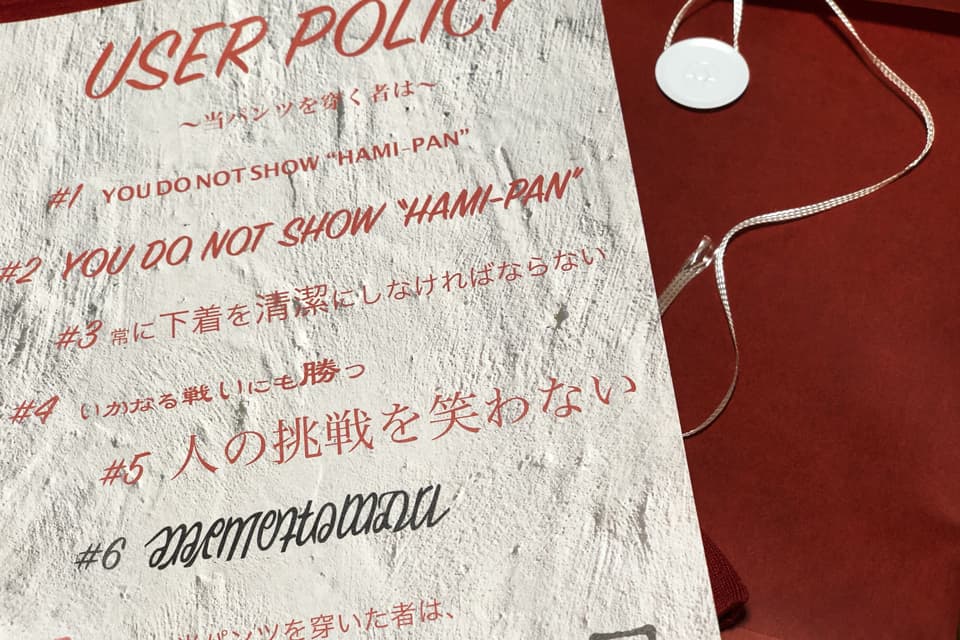 USER POLICY
～当パンツを穿く者は～
#1 YOU DO NOT SHOW “HAMI-PAN”
#2 YOU DO NOT SHOW “HAMI-PAN”
#3 常に下着を清潔にしなければならない
#4 いかなる戦いにも勝つ
#5 人の挑戦を笑わない
#6 memento mori
当パンツを穿いた者は、